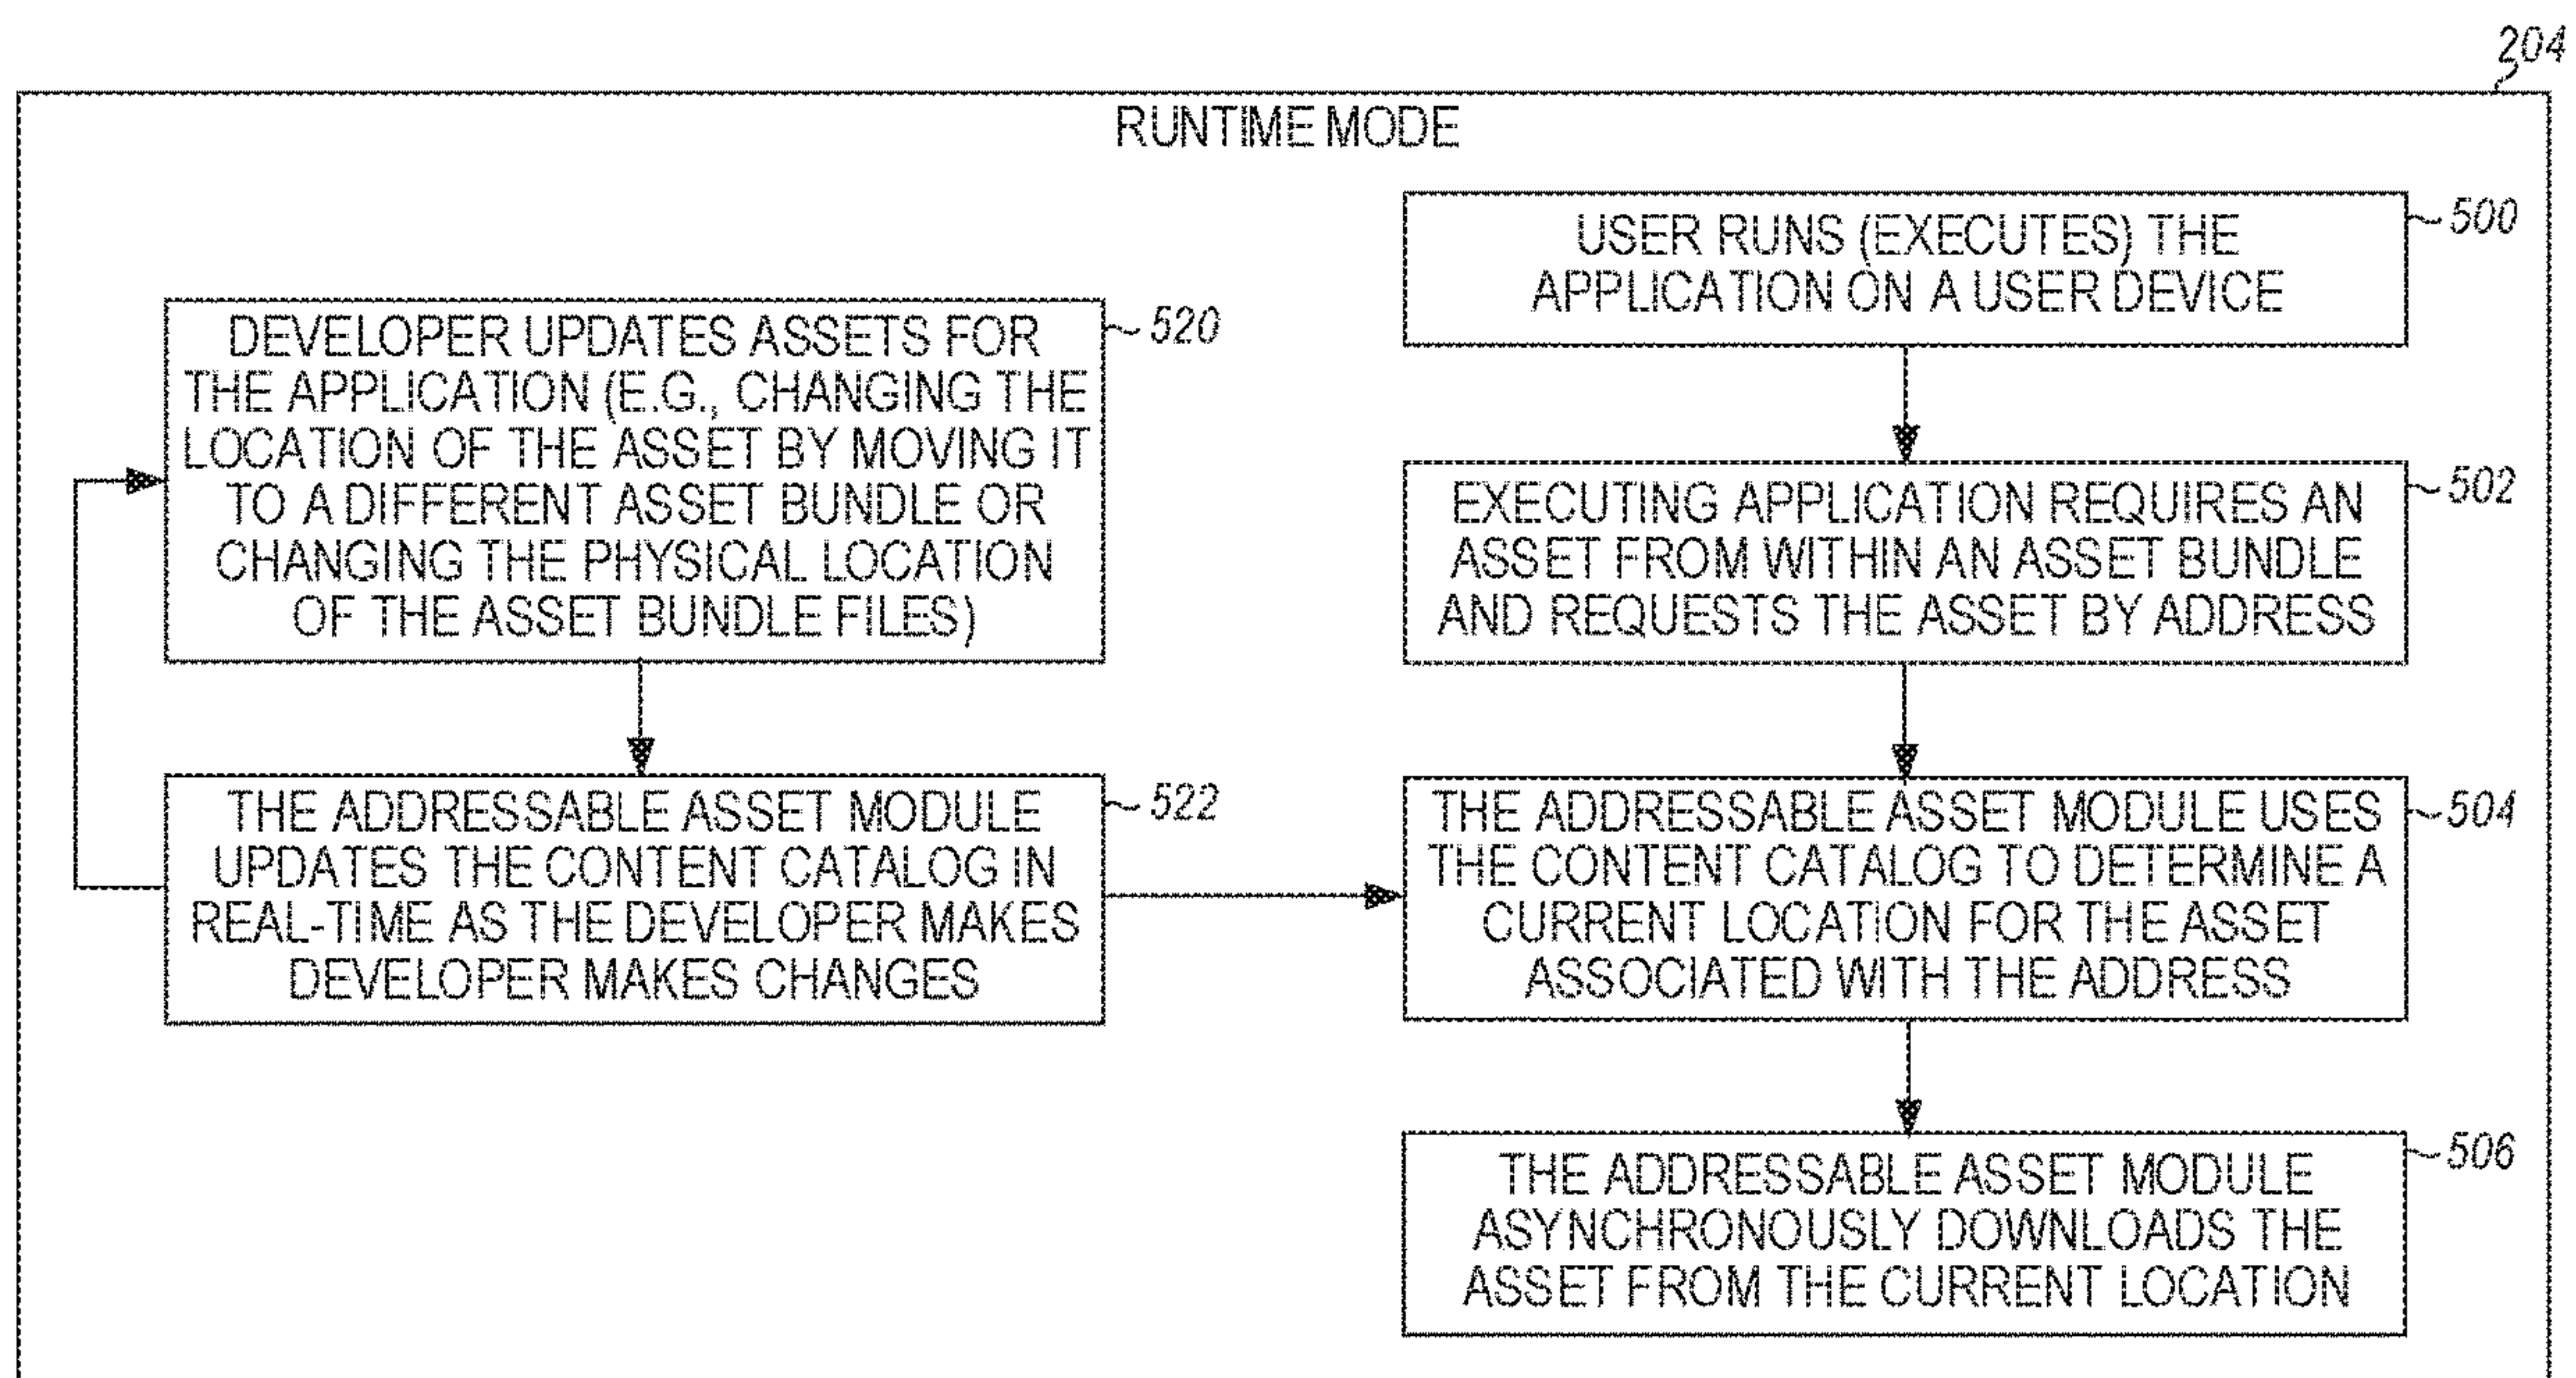 204
RUNTIME MODE
USER RUNS (EXECUTES) THE
APPLICATION ON A USER DEVICE
500
DEVELOPER UPDATES ASSETS FOR
THE APPLICATION (E.G., CHANGING THE
LOCATION OF THE ASSET BY MOVING IT
TO A DIFFERENT ASSET BUNDLE OR
CHANGING THE PHYSICAL LOCATION
OF THE ASSET BUNDLE FILES)
520
EXECUTING APPLICATION REQUIRES AN
ASSET FROM WITHIN AN ASSET BUNDLE
AND REQUESTS THE ASSET BY ADDRESS
502
THE ADDRESSABLE ASSET MODULE
UPDATES THE CONTENT CATALOG IN
REAL-TIME AS THE DEVELOPER MAKES
DEVELOPER MAKES CHANGES
522
THE ADDRESSABLE ASSET MODULE USES
THE CONTENT CATALOG TO DETERMINE A
CURRENT LOCATION FOR THE ASSET
ASSOCIATED WITH THE ADDRESS
504
THE ADDRESSABLE ASSET MODULE
ASYNCHRONOUSLY DOWNLOADS THE
ASSET FROM THE CURRENT LOCATION
506